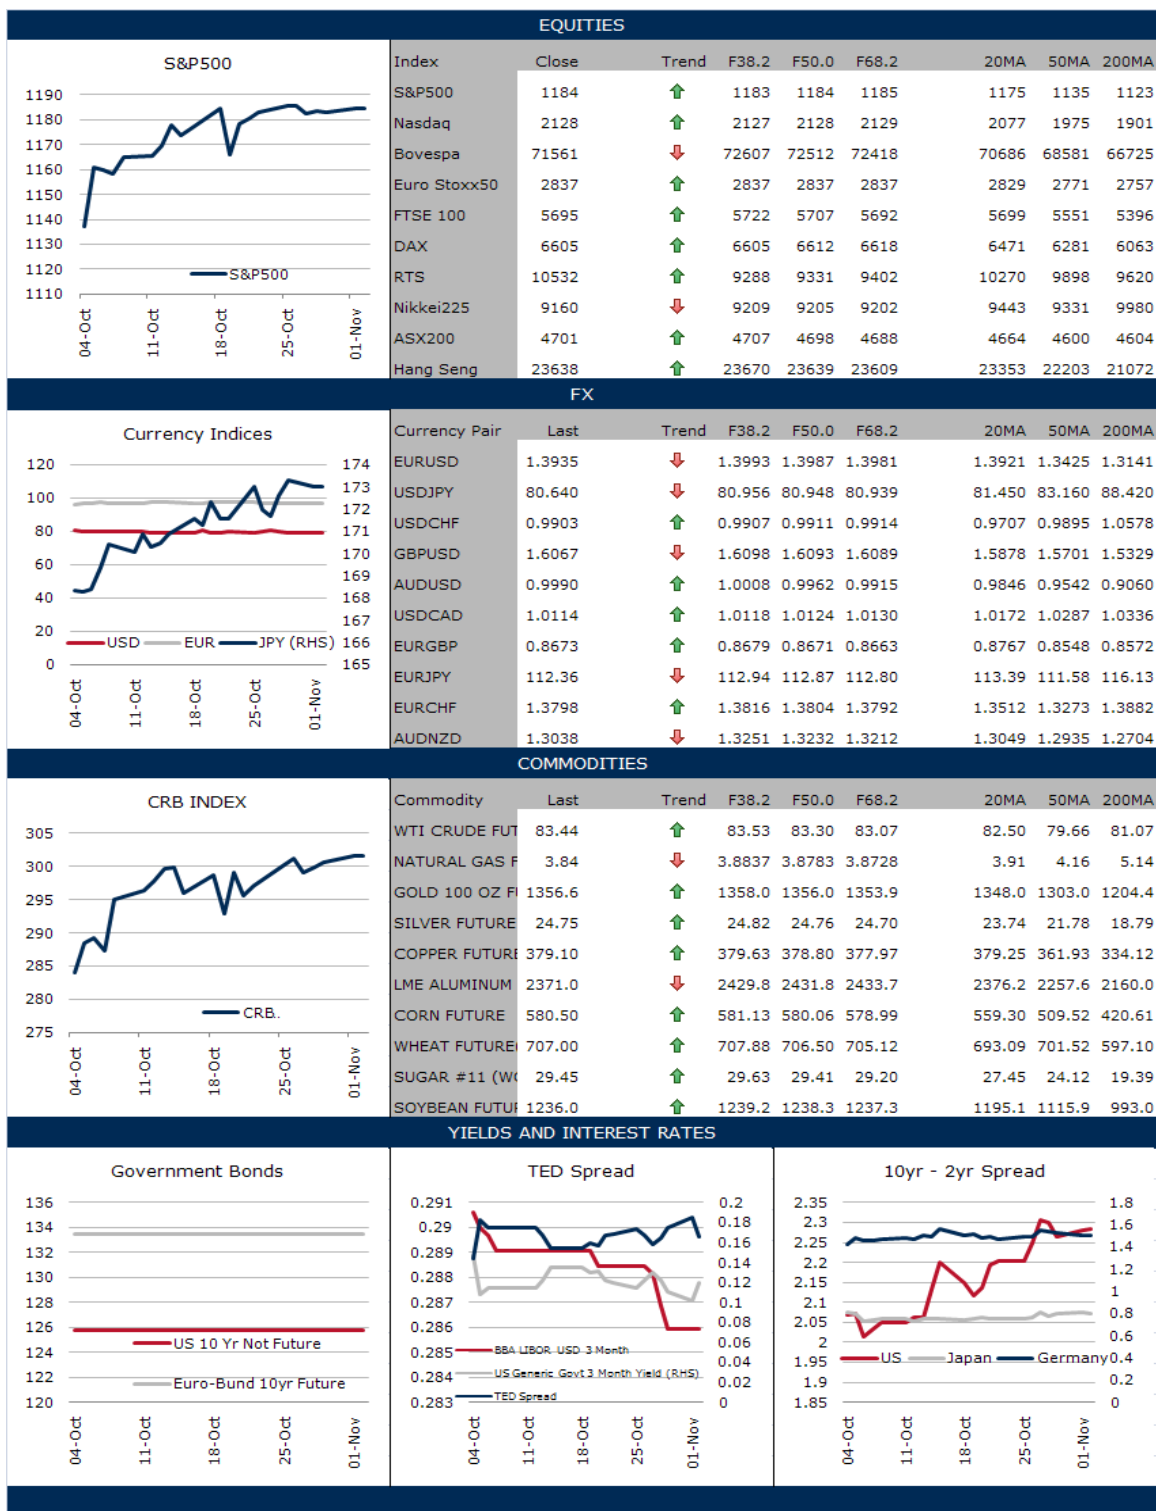 EQUITIES
S&P500
1190
1180
1170
1160
1150
1140
1130
1120
1110
S&P500
04-Oct
11-Oct
18-Oct
25-Oct
01-Nov
Index Close Trend F38.2 F50.0 F68.2 20MA 50MA 200MA
S&P500 1184 1183 1184 1185 1175 1135 1123
Nasdaq 2128 2127 2128 2129 2077 1975 1901
Bovespa 71561 72607 72512 72418 70686 68581 66725
Euro Stoxx50 2837 2837 2837 2837 2829 2771 2757
FTSE 100 5695 5722 5707 5692 5699 5551 5396
DAX 6605 6605 6612 6618 6471 6281 6063
RTS 10532 9288 9331 9402 10270 9898 9620
Nikkei225 9160 9209 9205 9202 9443 9331 9980
ASX200 4701 4707 4698 4688 4664 4600 4604
Hang Seng 23638 23670 23639 23609 23353 22203 21072
FX
Currency Indices
120
100
80
60
40
20
0
174
173
172
171
170
169
168
167
166
165
USD EUR JPY (RHS)
04-Oct
11-Oct
18-Oct
25-Oct
01-Nov
Currency Pair Last Trend F38.2 F50.0 F68.2 20MA 50MA 200MA
EURUSD 1.3935 1.3993 1.3987 1.3981 1.3921 1.3425 1.3141
USDJPY 80.640 80.956 80.948 80.939 81.450 83.160 88.420
USDCHF 0.9903 0.9907 0.9911 0.9914 0.9707 0.9895 1.0578
GBPUSD 1.6067 1.6098 1.6093 1.6089 1.5878 1.5701 1.5329
AUDUSD 0.9990 1.0008 0.9962 0.9915 0.9846 0.9542 0.9060
USDCAD 1.0114 1.0118 1.0124 1.0130 1.0172 1.0287 1.0336
EURGBP 0.8673 0.8679 0.8671 0.8663 0.8767 0.8548 0.8572
EURJPY 112.36 112.94 112.87 112.80 113.39 111.58 116.13
EURCHF 1.3798 1.3816 1.3804 1.3792 1.3512 1.3273 1.3882
AUDNZD 1.3038 1.3251 1.3232 1.3212 1.3049 1.2935 1.2704
COMMODITIES
CRB INDEX
305
300
295
290
285
280
275
CRB..
04-Oct
11-Oct
18-Oct
25-Oct
01-Nov
Commodity Last Trend F38.2 F50.0 F68.2 20MA 50MA 200MA
WTI CRUDE FUT 83.44 83.53 83.30 83.07 82.50 79.66 81.07
NATURAL GAS F 3.84 3.8837 3.8783 3.8728 3.91 4.16 5.14
GOLD 100 OZ FU 1356.6 1358.0 1356.0 1353.9 1348.0 1303.0 1204.4
SILVER FUTURE 24.75 24.82 24.76 24.70 23.74 21.78 18.79
COPPER FUTURE 379.10 379.63 378.80 377.97 379.25 361.93 334.12
LME ALUMINUM 2371.0 2429.8 2431.8 2433.7 2376.2 2257.6 2160.0
CORN FUTURE 580.50 581.13 580.06 578.99 559.30 509.52 420.61
WHEAT FUTURE( 707.00 707.88 706.50 705.12 693.09 701.52 597.10
SUGAR #11 (WO 29.45 29.63 29.41 29.20 27.45 24.12 19.39
SOYBEAN FUTU 1236.0 1239.2 1238.3 1237.3 1195.1 1115.9 993.0
YIELDS AND INTEREST RATES
Government Bonds
136
134
132
130
128
126
124
122
120
US 10 Yr Not Future
Euro-Bund 10yr Future
04-Oct
11-Oct
18-Oct
25-Oct
01-Nov
TED Spread
0.291
0.29
0.289
0.288
0.287
0.286
0.285
0.284
0.283
0.2
0.18
0.16
0.14
0.12
0.1
0.08
0.06
0.04
0.02
0
BBA LIBOR USD 3 Month
US Generic Govt 3 Month Yield (RHS)
TED Spread
04-Oct
11-Oct
18-Oct
25-Oct
01-Nov
10yr - 2yr Spread
2.35
2.3
2.25
2.2
2.15
2.1
2.05
2
1.95
1.9
1.85
1.8
1.6
1.4
1.2
1
0.8
0.6
0.4
0.2
0
US Japan Germany
04-Oct
11-Oct
18-Oct
25-Oct
01-Nov